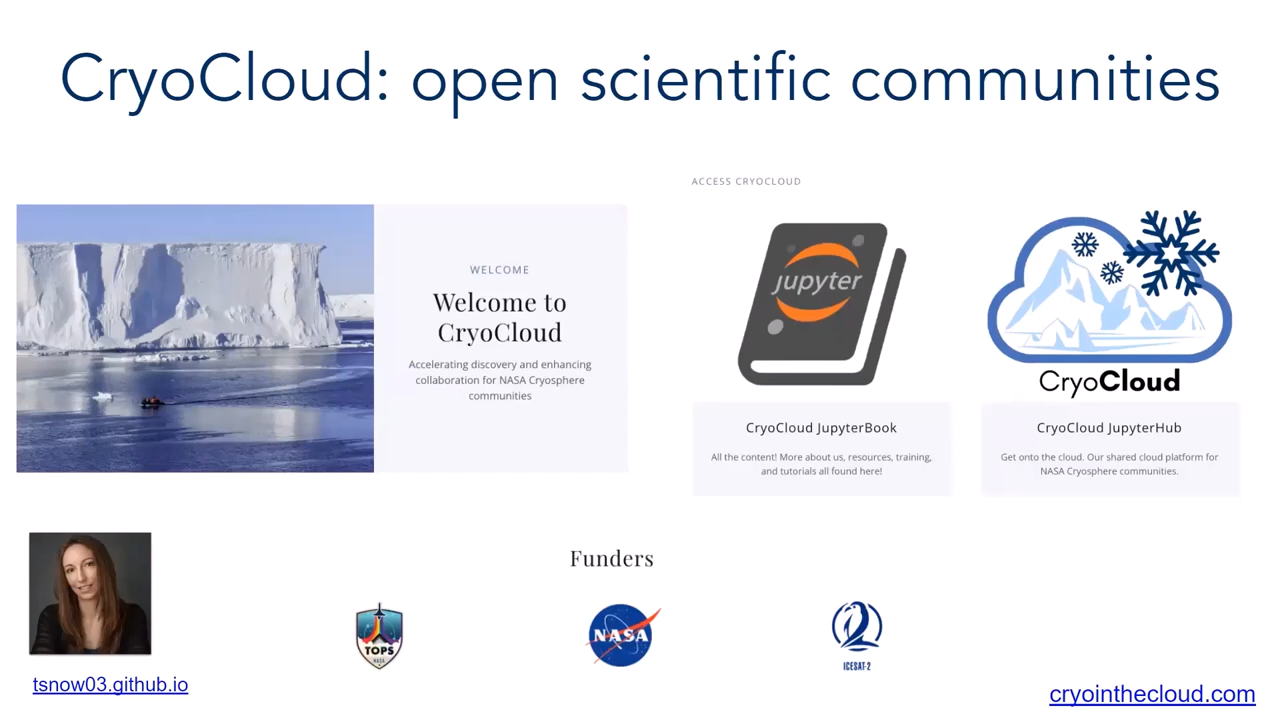 CryoCloud: open scientific communities
ACCESS CRYOCLOUD
WELCOME
Welcome to
CryoCloud
Accelerating discovery and enhancing
collaboration for NASA Cryosphere
communities
jupyter
CryoCloud
CryoCloud JupyterBook
All the content! More about us, resources, training,
and tutorials all found here!
CryoCloud JupyterHub
Get onto the cloud. Our shared cloud platform for
NASA Cryosphere communities.
Funders
TOPS
NASA
NASA
ICESAT-2
tsnow03.github.io
cryointhecloud.com